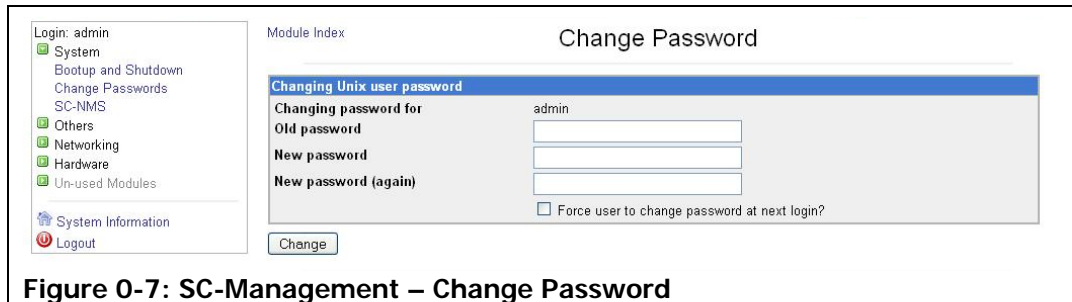 Login: admin
System
Bootup and Shutdown
Change Passwords
SC-NMS
Others
Networking
Hardware
Un-used Modules
System Information
Logout
Module Index
Change Password
Changing Unix user password
Changing password for admin
Old password
New password
New password (again)
Force user to change password at next login?
Change
Figure 0-7: SC-Management – Change Password